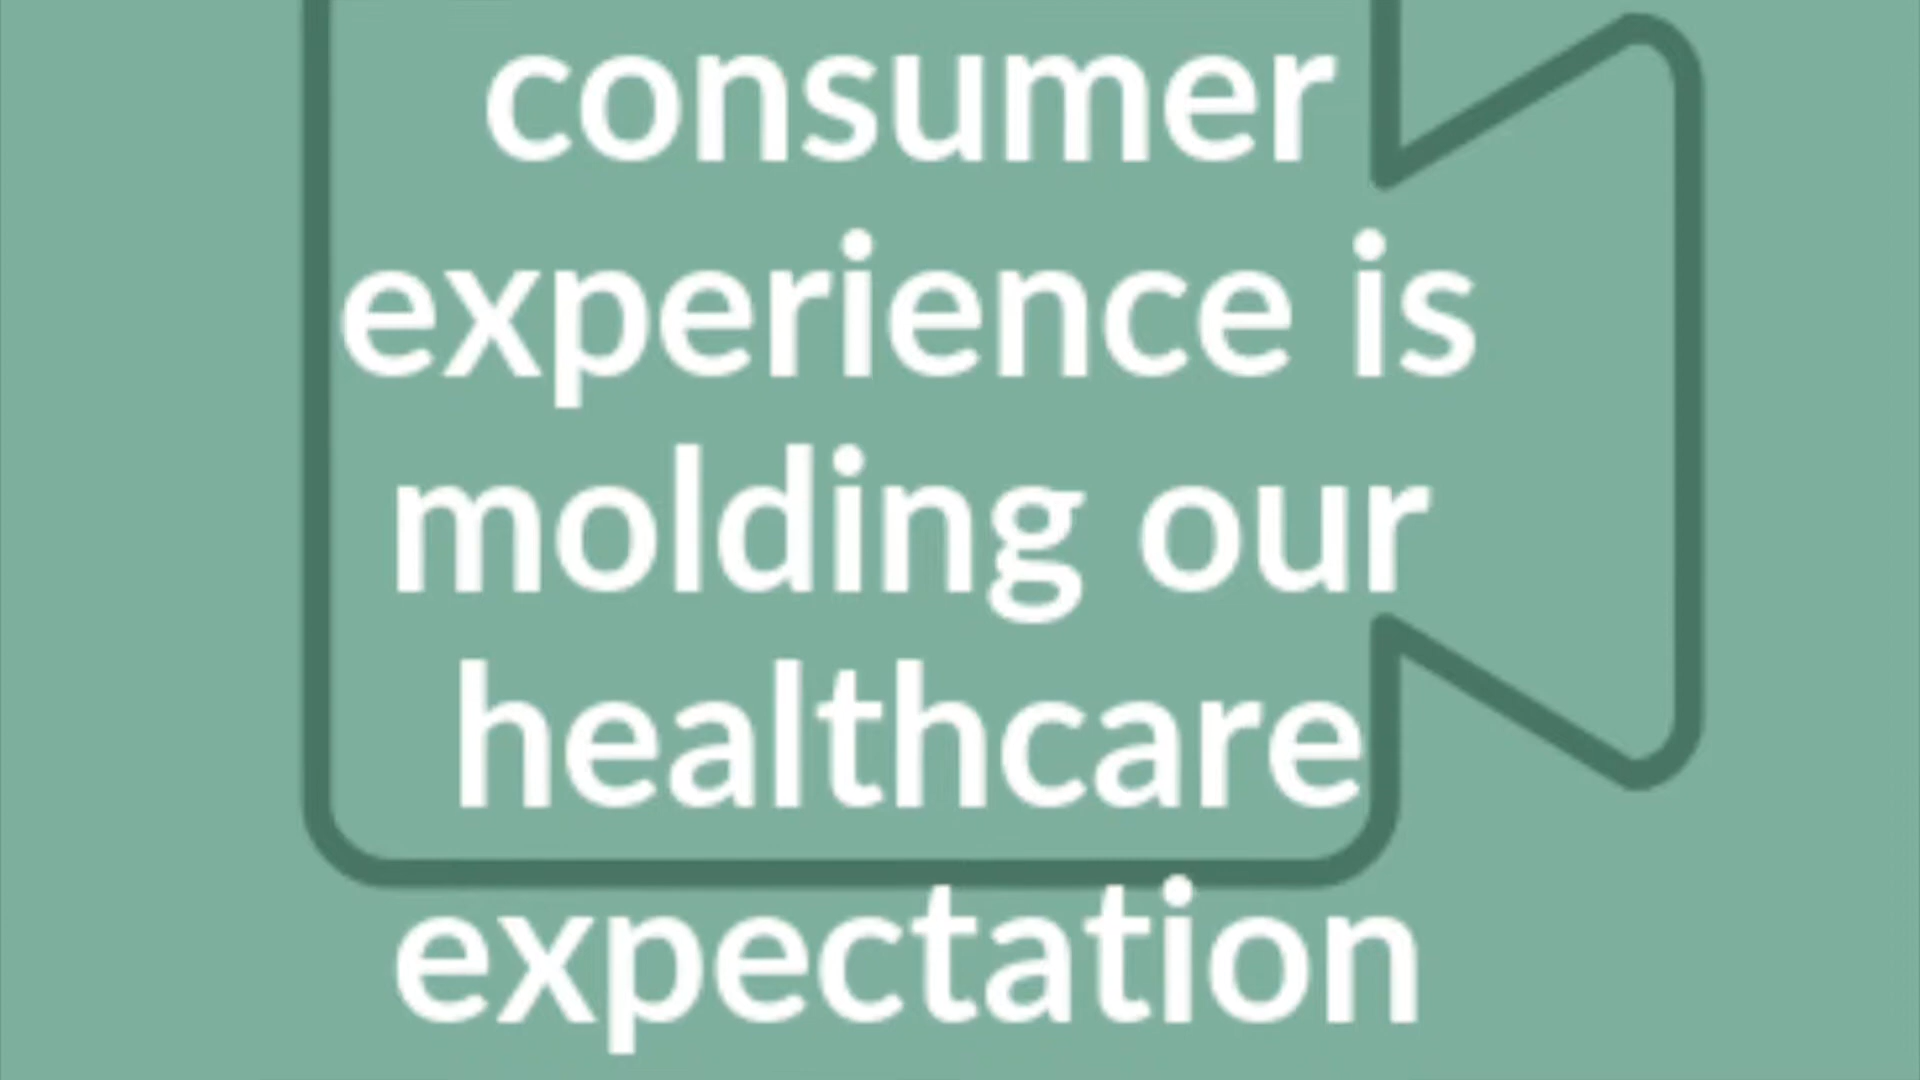 consumer
experience is
molding our
healthcare
expectation